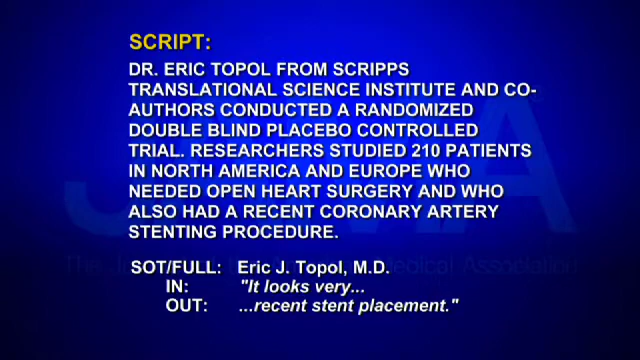 SCRIPT:
DR. ERIC TOPOL FROM SCRIPPS
TRANSLATIONAL SCIENCE INSTITUTE AND CO-
AUTHORS CONDUCTED A RANDOMIZED
DOUBLE BLIND PLACEBO CONTROLLED
TRIAL. RESEARCHERS STUDIED 210 PATIENTS
IN NORTH AMERICA AND EUROPE WHO
NEEDED OPEN HEART SURGERY AND WHO
ALSO HAD A RECENT CORONARY ARTERY
STENTING PROCEDURE.
SOT/FULL: Eric J. Topol, M.D.
IN: "It looks very...
OUT: ...recent stent placement."